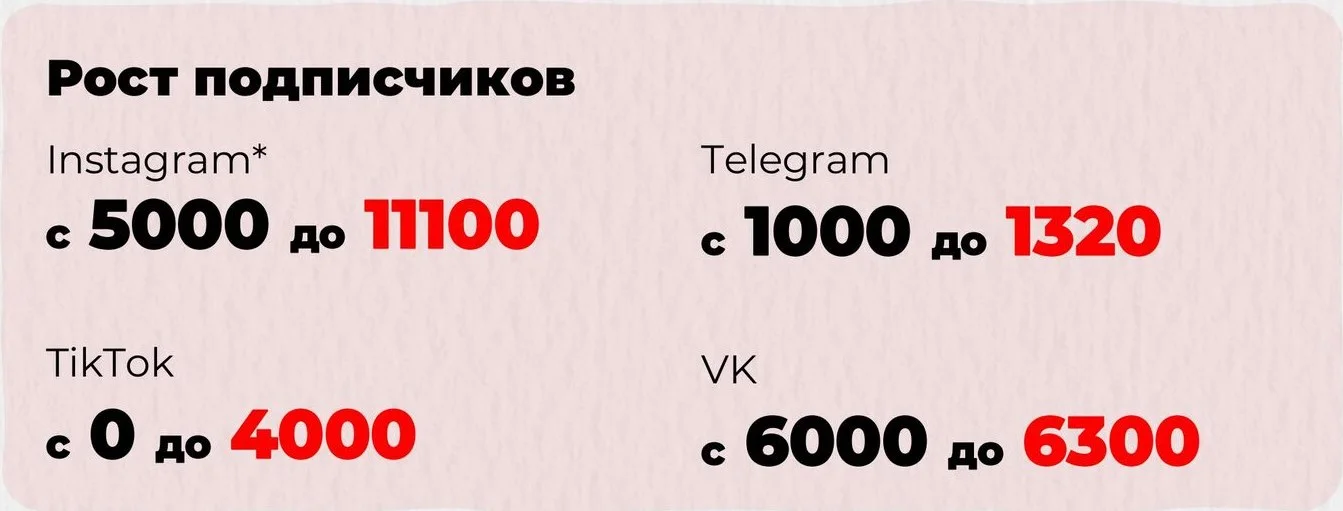 Рост подписчиков
Instagram*
с 5000 до 11100
Telegram
с 1000 до 1320
TikTok
с 0 до 4000
VK
с 6000 до 6300